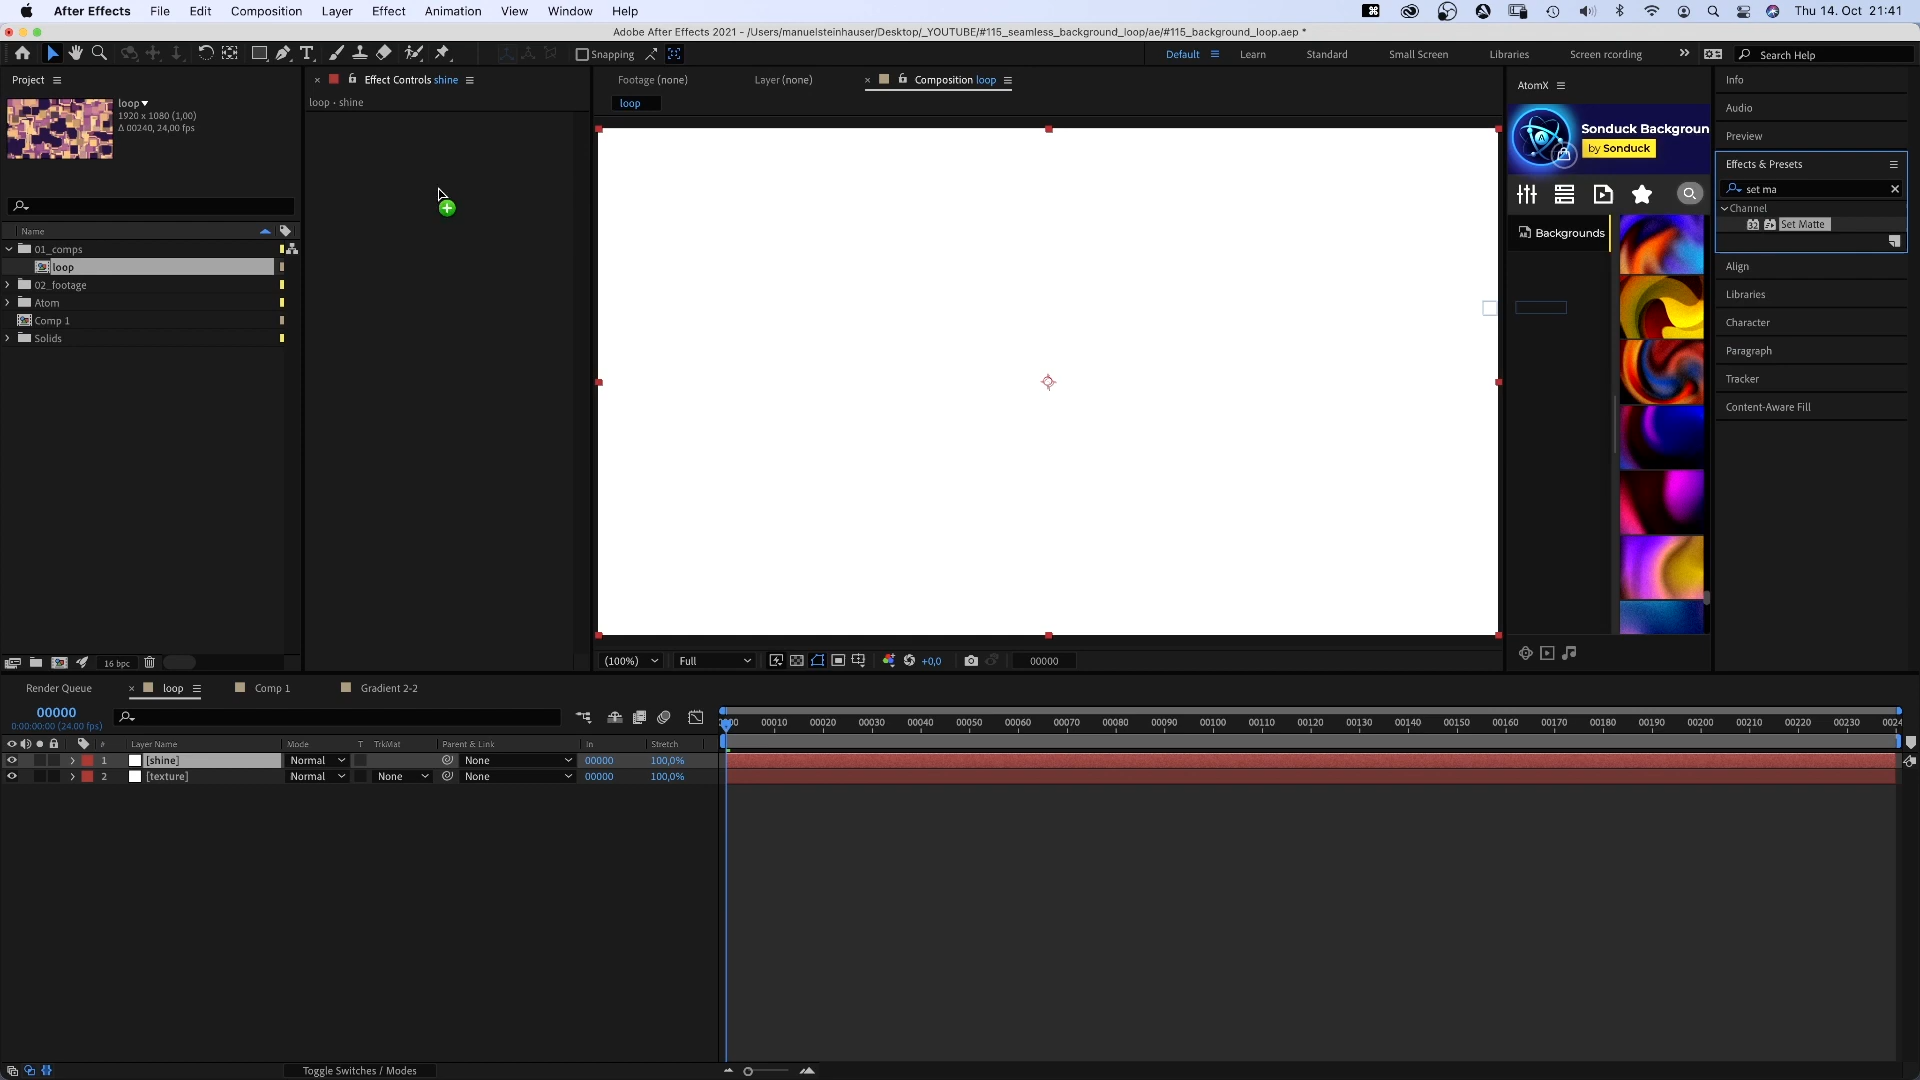 After Effects File Edit Composition Layer Effect Animation View Window Help Thu 14. Oct 21:41
Adobe After Effects 2021 - /Users/manuelsteinhauser/Desktop/_YOUTUBE/#115_seamless_background_loop/ae/#115_background_loop.aep *
Snapping Default Learn Standard Small Screen Libraries Screen rcording Search Help
Project Effect Controls shine Footage (none) Layer (none) Composition loop AtomX Info
loop
1920 x 1080 (1,00)
Δ 00240, 24,00 fps
loop · shine
loop
Audio
Sonduck Backgroun
by Sonduck
Preview
Effects & Presets
set ma
Channel
32
Set Matte
Backgrounds
Name
01_comps
loop
02_footage
Atom
Comp 1
Solids
Align
Libraries
Character
Paragraph
Tracker
Content-Aware Fill
16 bpc
(100%) Full +0,0 00000
Render Queue loop Comp 1 Gradient 2-2
00000
0:00:00:00 (24.00 fps)
00010 00020 00030 00040 00050 00060 00070 00080 00090 00100 00110 00120 00130 00140 00150 00160 00170 00180 00190 00200 00210 00220 00230
# Layer Name Mode T TrkMat Parent & Link In Stretch
1 [shine] Normal None 00000 100,0%
2 [texture] Normal None None 00000 100,0%
Toggle Switches / Modes